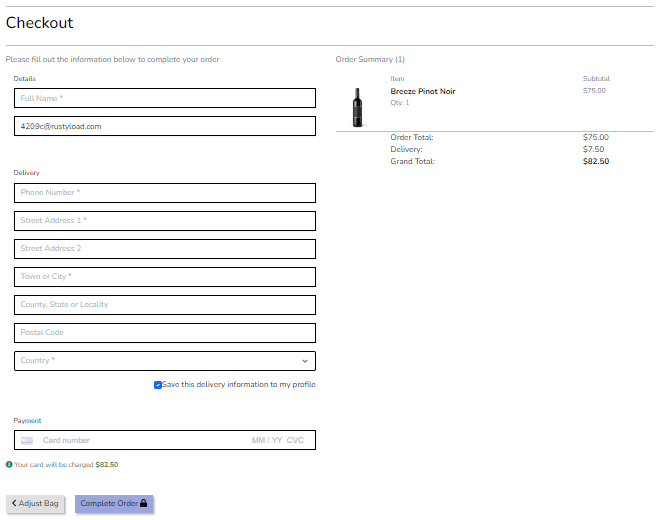 Checkout
Please fill out the information below to complete your order
Details
Full Name *
4209c@rustyload.com
Delivery
Phone Number *
Street Address 1 *
Street Address 2
Town or City *
County, State or Locality
Postal Code
Country *
Save this delivery information to my profile
Payment
Card number MM / YY CVC
Your card will be charged $82.50
Adjust Bag Complete Order
Order Summary (1)
Item Subtotal
Breeze Pinot Noir $75.00
Qty: 1
Order Total: $75.00
Delivery: $7.50
Grand Total: $82.50